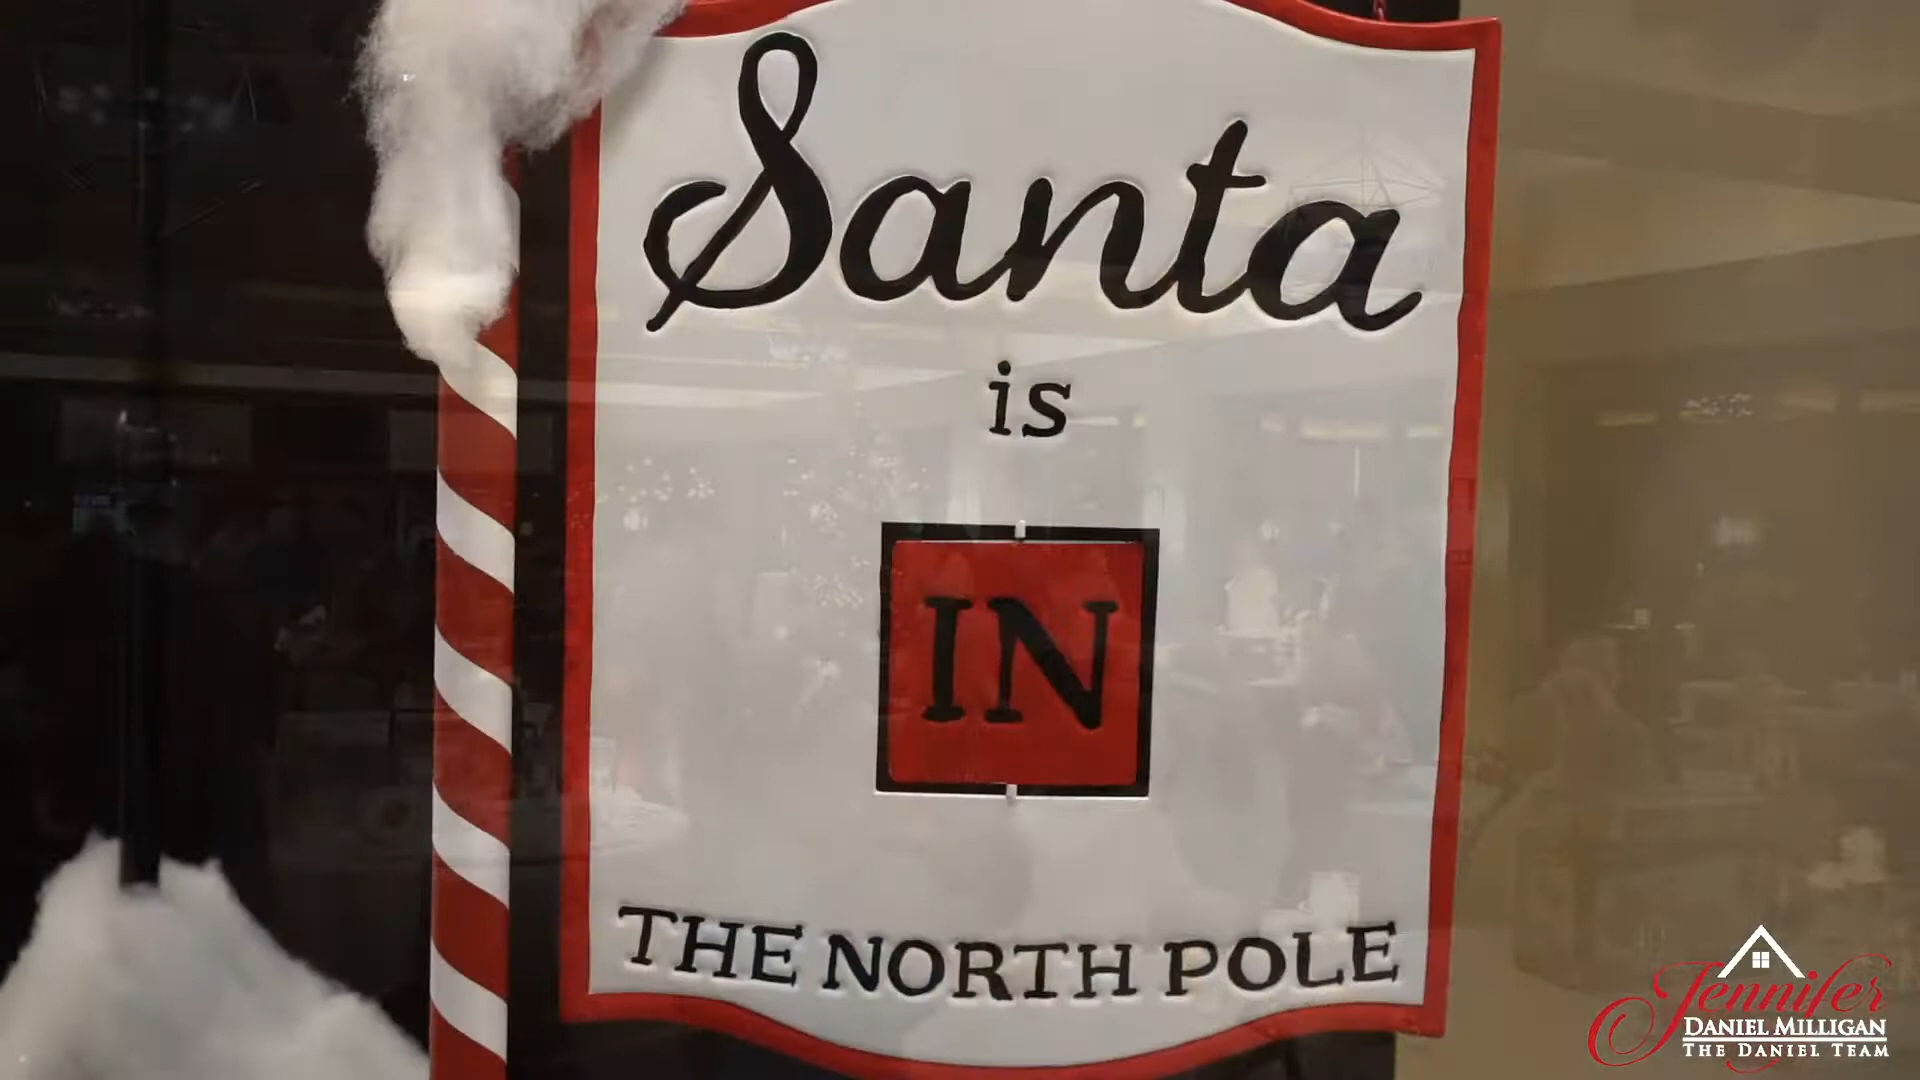 Santa
is
IN
THE NORTH POLE
Jennifer
DANIEL MILLIGAN
THE DANIEL TEAM